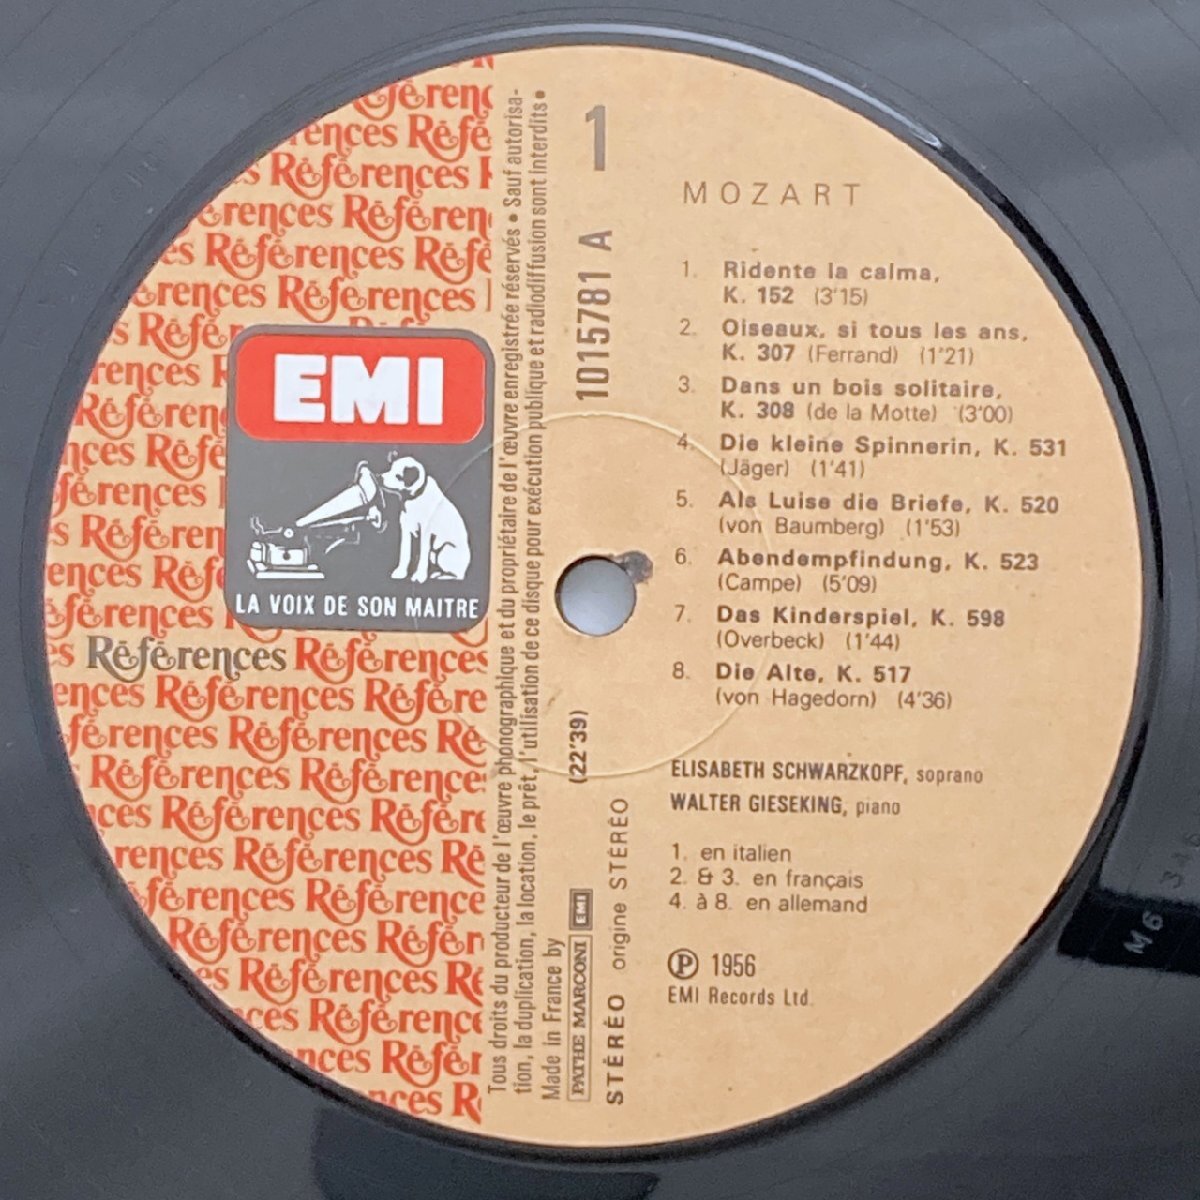 EMI
LA VOIX DE SON MAITRE
Références Références
Tous droits du producteur de l'œuvre phonographique et du propriétaire de l'œuvre enregistrée réservés • Sauf autorisa-
tion, la duplication, la location, le prêt, l'utilisation de ce disque pour exécution publique et radiodiffusion sont interdits •
Made in France by PATHE MARCONI EMI
(22'39)
1015781 A
1
STÉRÉO origine STÉRÉO
MOZART
1. Ridente la calma,
K. 152 (3'15)
2. Oiseaux, si tous les ans,
K. 307 (Ferrand) (1'21)
3. Dans un bois solitaire,
K. 308 (de la Motte) (3'00)
4. Die kleine Spinnerin, K. 531
(Jäger) (1'41)
5. Als Luise die Briefe, K. 520
(von Baumberg) (1'53)
6. Abendempfindung, K. 523
(Campe) (5'09)
7. Das Kinderspiel, K. 598
(Overbeck) (1'44)
8. Die Alte, K. 517
(von Hagedorn) (4'36)
ELISABETH SCHWARZKOPF, soprano
WALTER GIESEKING, piano
1. en italien
2. & 3. en français
4. à 8. en allemand
Ⓟ 1956
EMI Records Ltd.